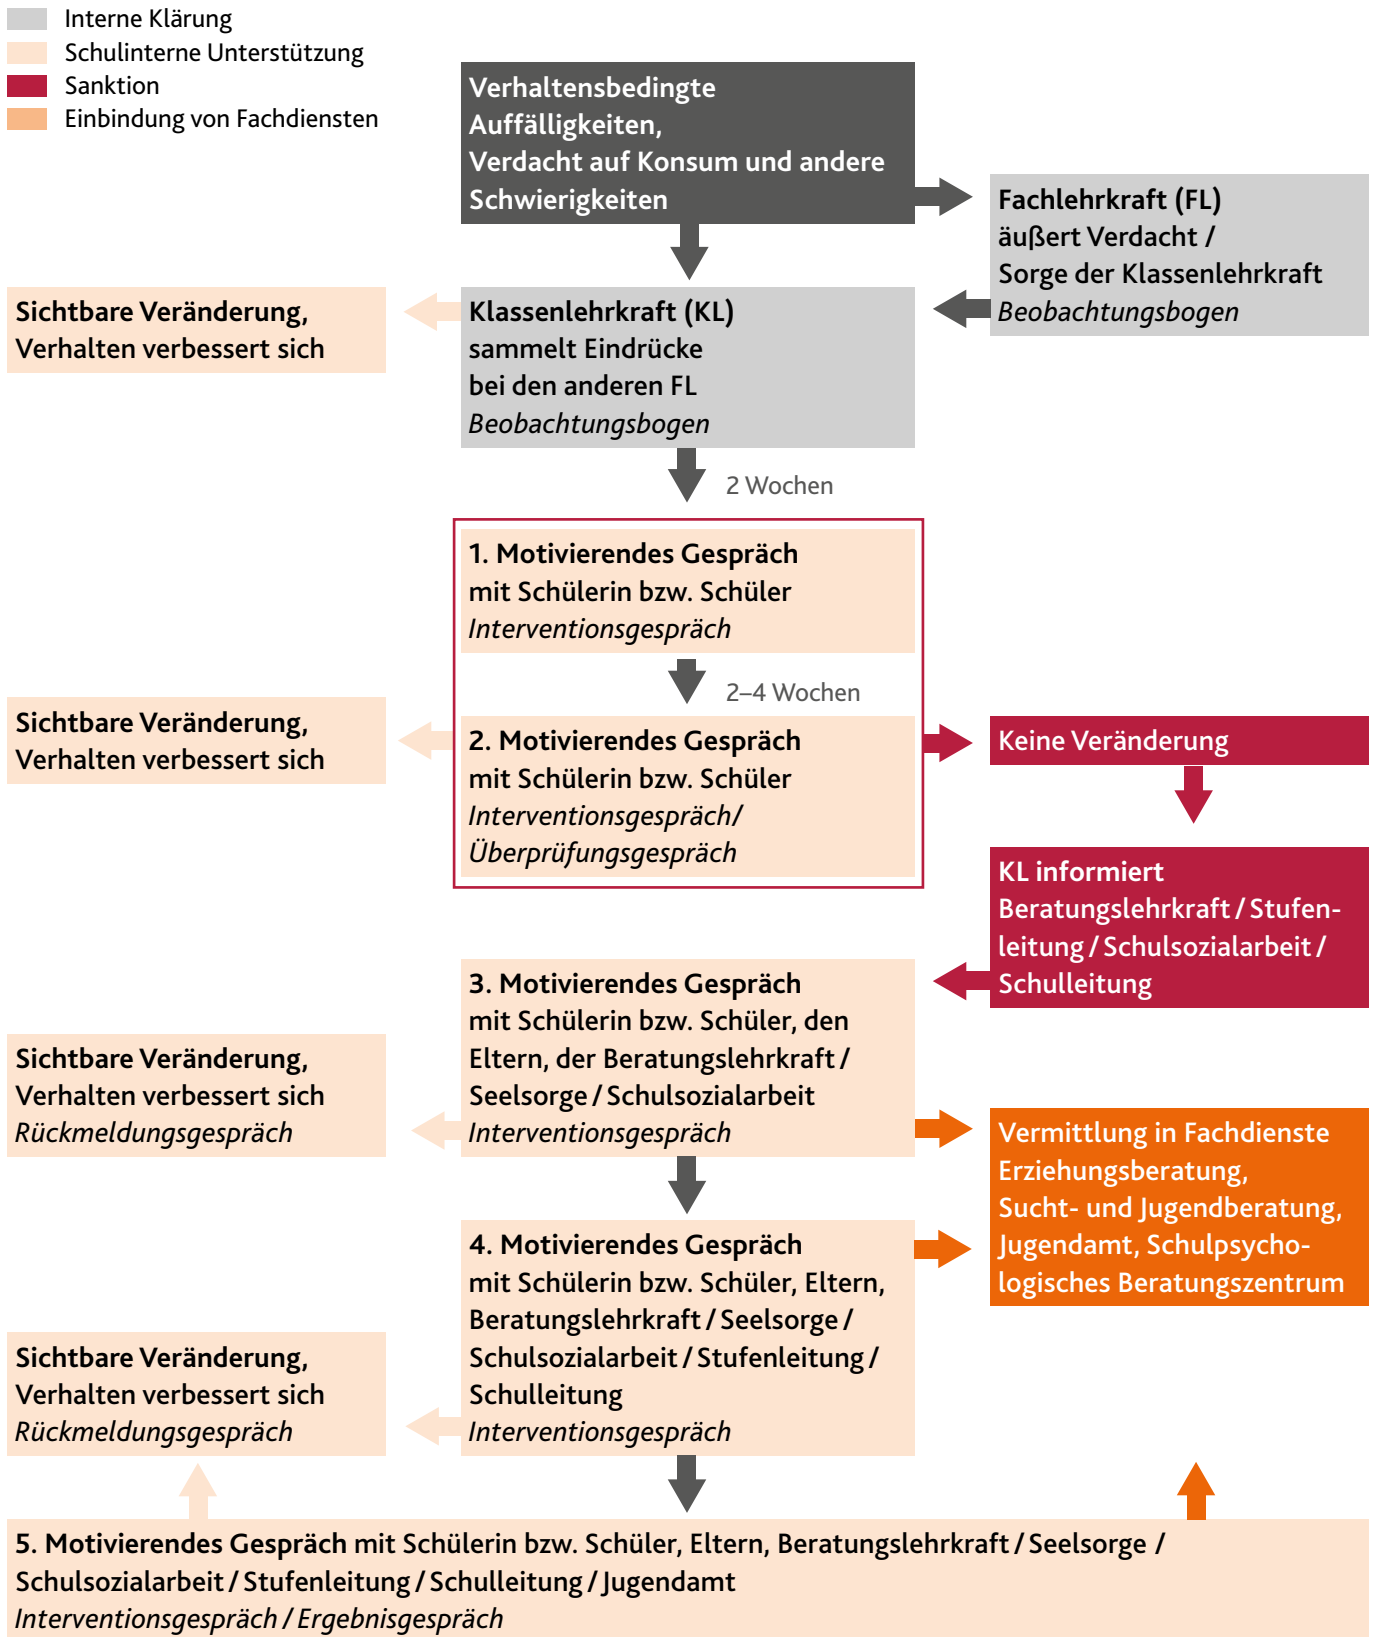 Interne Klärung
Schulinterne Unterstützung
Sanktion
Einbindung von Fachdiensten
Verhaltensbedingte
Auffälligkeiten,
Verdacht auf Konsum und andere
Schwierigkeiten
Fachlehrkraft (FL)
äußert Verdacht /
Sorge der Klassenlehrkraft
Beobachtungsbogen
Sichtbare Veränderung,
Verhalten verbessert sich
Klassenlehrkraft (KL)
sammelt Eindrücke
bei den anderen FL
Beobachtungsbogen
2 Wochen
1. Motivierendes Gespräch
mit Schülerin bzw. Schüler
Interventionsgespräch
2–4 Wochen
Sichtbare Veränderung,
Verhalten verbessert sich
2. Motivierendes Gespräch
mit Schülerin bzw. Schüler
Interventionsgespräch/
Überprüfungsgespräch
Keine Veränderung
KL informiert
Beratungslehrkraft / Stufen-
leitung / Schulsozialarbeit /
Schulleitung
3. Motivierendes Gespräch
mit Schülerin bzw. Schüler, den
Eltern, der Beratungslehrkraft /
Seelsorge / Schulsozialarbeit
Interventionsgespräch
Sichtbare Veränderung,
Verhalten verbessert sich
Rückmeldungsgespräch
Vermittlung in Fachdienste
Erziehungsberatung,
Sucht- und Jugendberatung,
Jugendamt, Schulpsycho-
logisches Beratungszentrum
4. Motivierendes Gespräch
mit Schülerin bzw. Schüler, Eltern,
Beratungslehrkraft / Seelsorge /
Schulsozialarbeit / Stufenleitung /
Schulleitung
Interventionsgespräch
Sichtbare Veränderung,
Verhalten verbessert sich
Rückmeldungsgespräch
5. Motivierendes Gespräch mit Schülerin bzw. Schüler, Eltern, Beratungslehrkraft / Seelsorge /
Schulsozialarbeit / Stufenleitung / Schulleitung / Jugendamt
Interventionsgespräch / Ergebnisgespräch